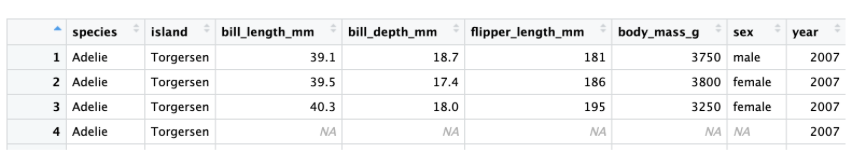 species island bill_length_mm bill_depth_mm flipper_length_mm body_mass_g sex year
1 Adelie Torgersen 39.1 18.7 181 3750 male 2007
2 Adelie Torgersen 39.5 17.4 186 3800 female 2007
3 Adelie Torgersen 40.3 18.0 195 3250 female 2007
4 Adelie Torgersen NA NA NA NA NA 2007